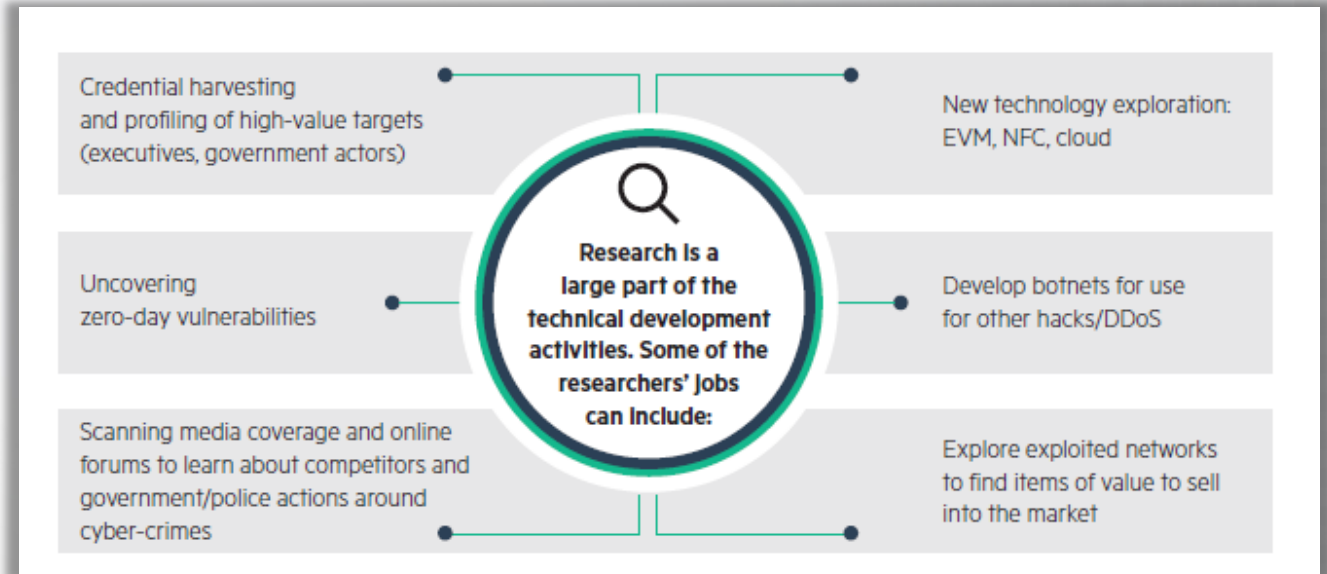 Credential harvesting
and profiling of high-value targets
(executives, government actors)
Uncovering
zero-day vulnerabilities
Scanning media coverage and online
forums to learn about competitors and
government/police actions around
cyber-crimes
Research is a
large part of the
technical development
activities. Some of the
researchers’ jobs
can include:
New technology exploration:
EVM, NFC, cloud
Develop botnets for use
for other hacks/DDoS
Explore exploited networks
to find items of value to sell
into the market